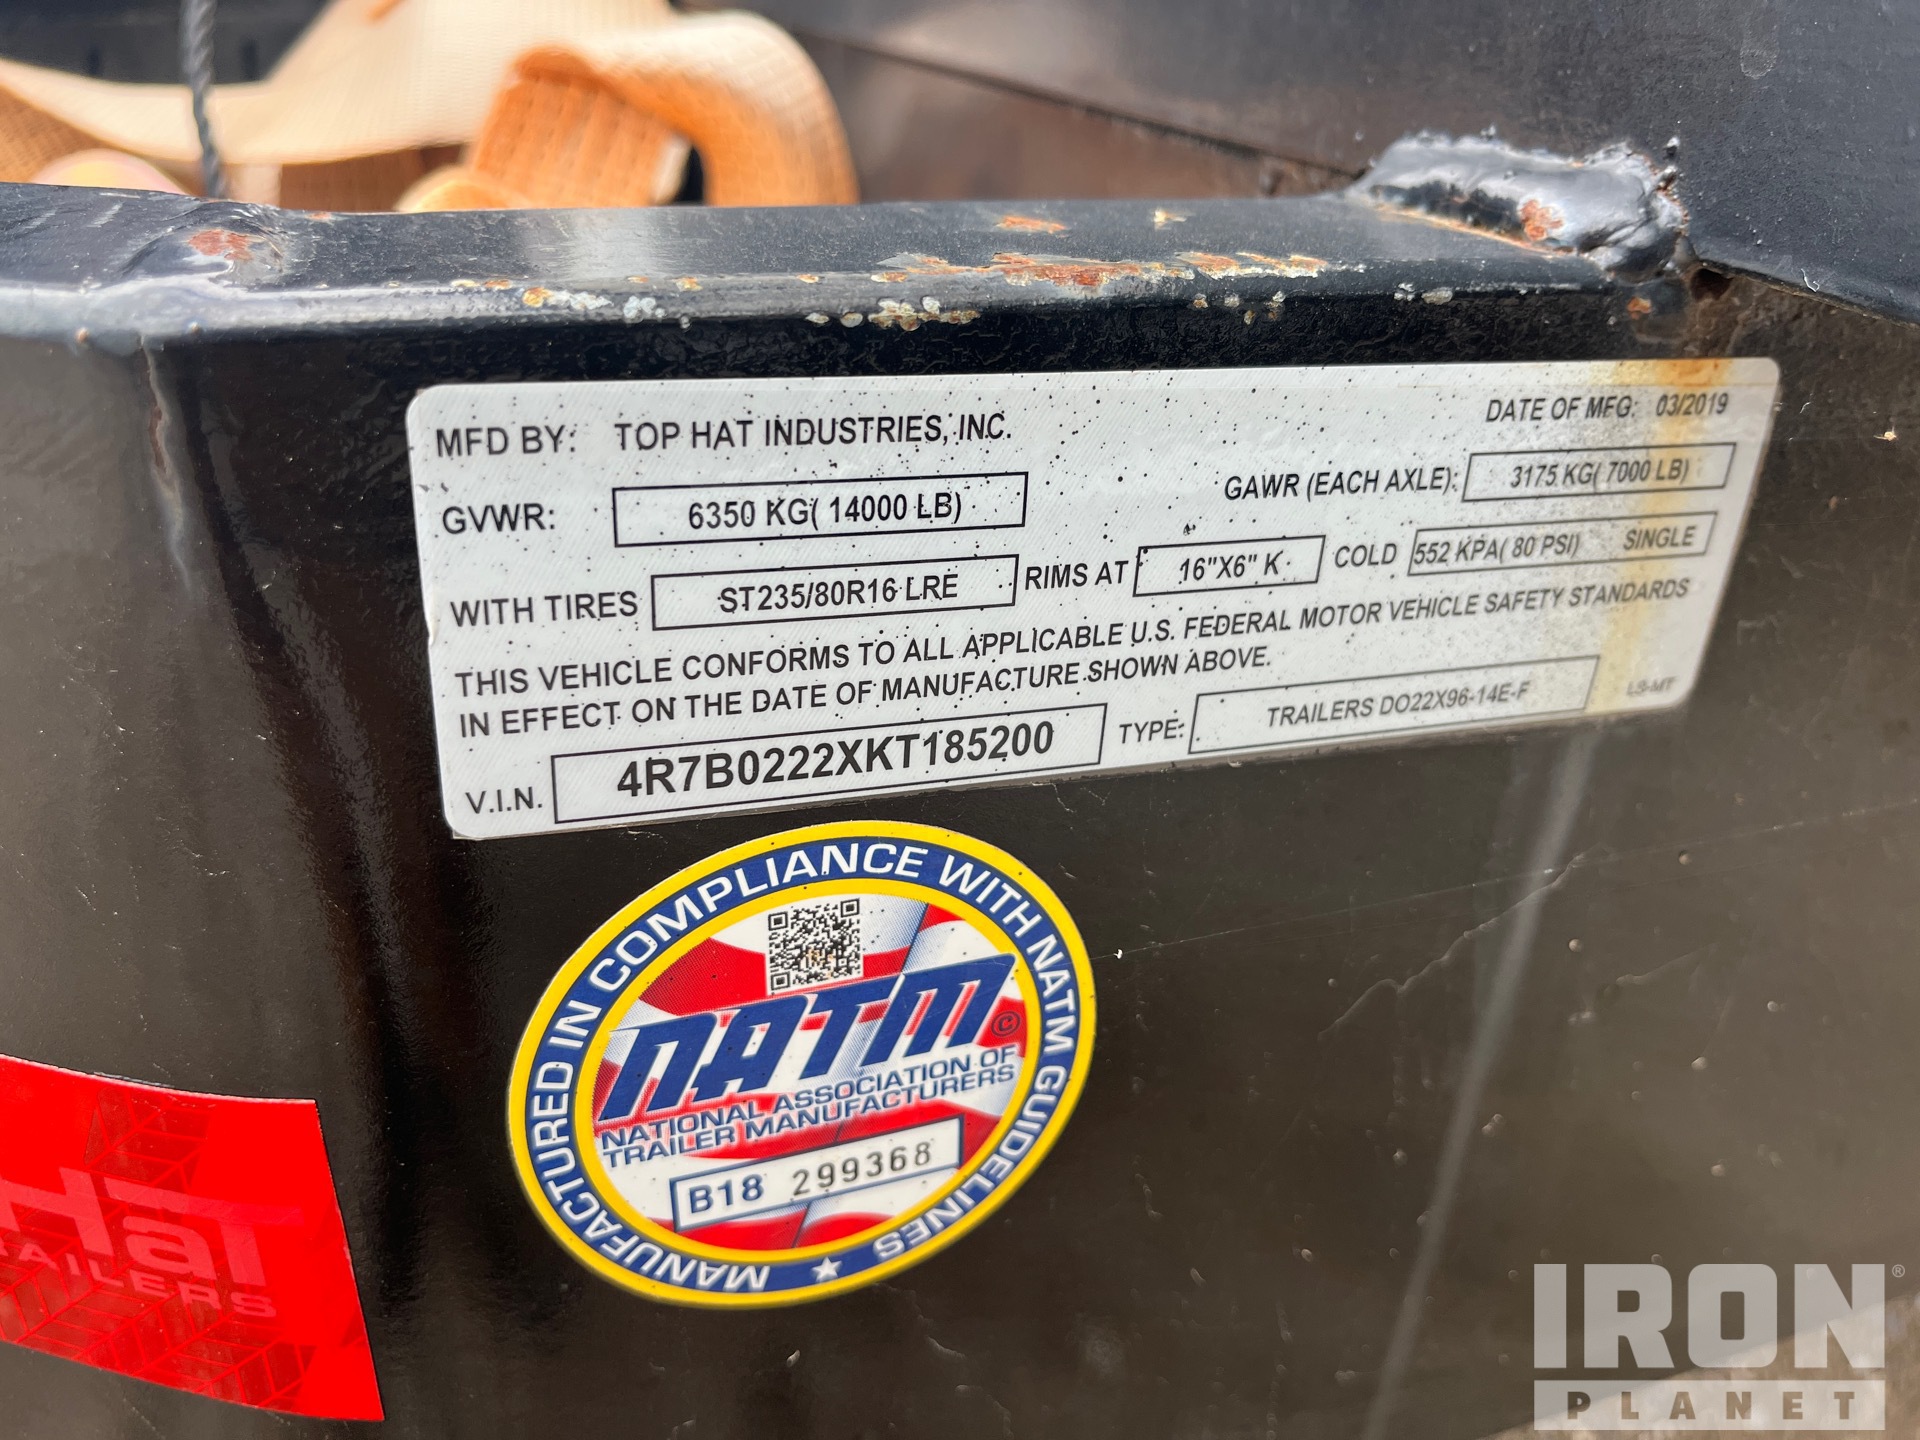 MFD BY: TOP HAT INDUSTRIES, INC. DATE OF MFG: 03/2019
GVWR: 6350 KG( 14000 LB) GAWR (EACH AXLE): 3175 KG( 7000 LB)
WITH TIRES ST235/80R16 LRE RIMS AT 16"X6" K COLD 552 KPA( 80 PSI) SINGLE
THIS VEHICLE CONFORMS TO ALL APPLICABLE U.S. FEDERAL MOTOR VEHICLE SAFETY STANDARDS
IN EFFECT ON THE DATE OF MANUFACTURE SHOWN ABOVE.
V.I.N. 4R7B0222XKT185200 TYPE: TRAILERS DO22X96-14E-F LS-MT
MANUFACTURED IN COMPLIANCE WITH NATM GUIDELINES
NATM ©
NATIONAL ASSOCIATION OF
TRAILER MANUFACTURERS
B18 299368
HaT
RAILERS
IRON ®
PLANET